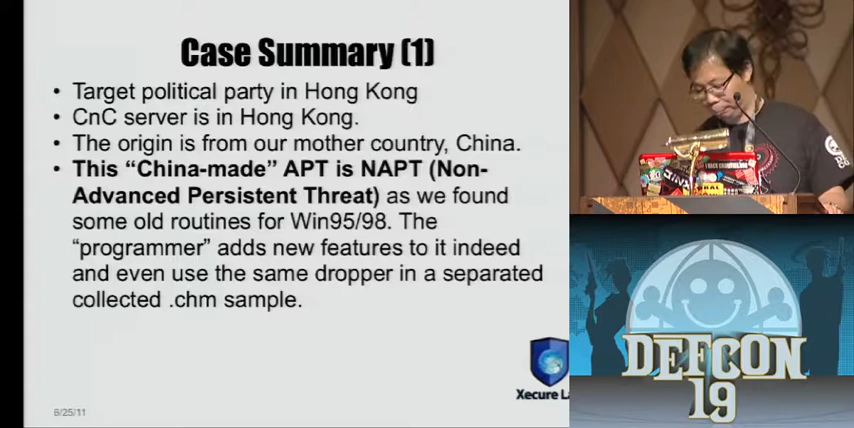 Case Summary (1)
• Target political party in Hong Kong
• CnC server is in Hong Kong.
• The origin is from our mother country, China.
• This “China-made” APT is NAPT (Non-
Advanced Persistent Threat) as we found
some old routines for Win95/98. The
“programmer” adds new features to it indeed
and even use the same dropper in a separated
collected .chm sample.
Xecure L
6/25/11
DEFCON
19